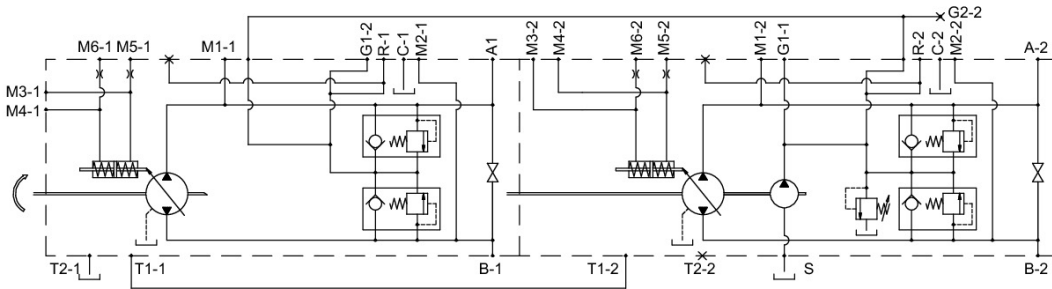 G2-2
M6-1 M5-1 M1-1 G1-2 R-1 C-1 M2-1 A1 M3-2 M4-2 M6-2 M5-2 M1-2 G1-1 R-2 C-2 M2-2 A-2
M3-1
M4-1
T2-1 T1-1 B-1 T1-2 T2-2 S B-2